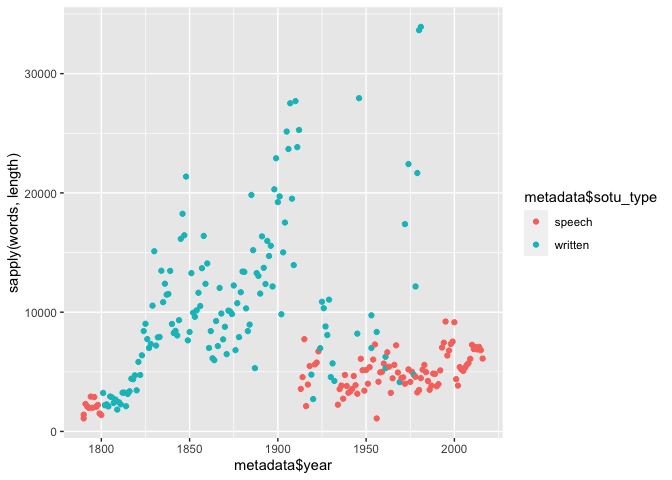 30000
20000
10000
0
sapply(words, length)
1800
1850
1900
1950
2000
metadata$year
metadata$sotu_type
speech
written